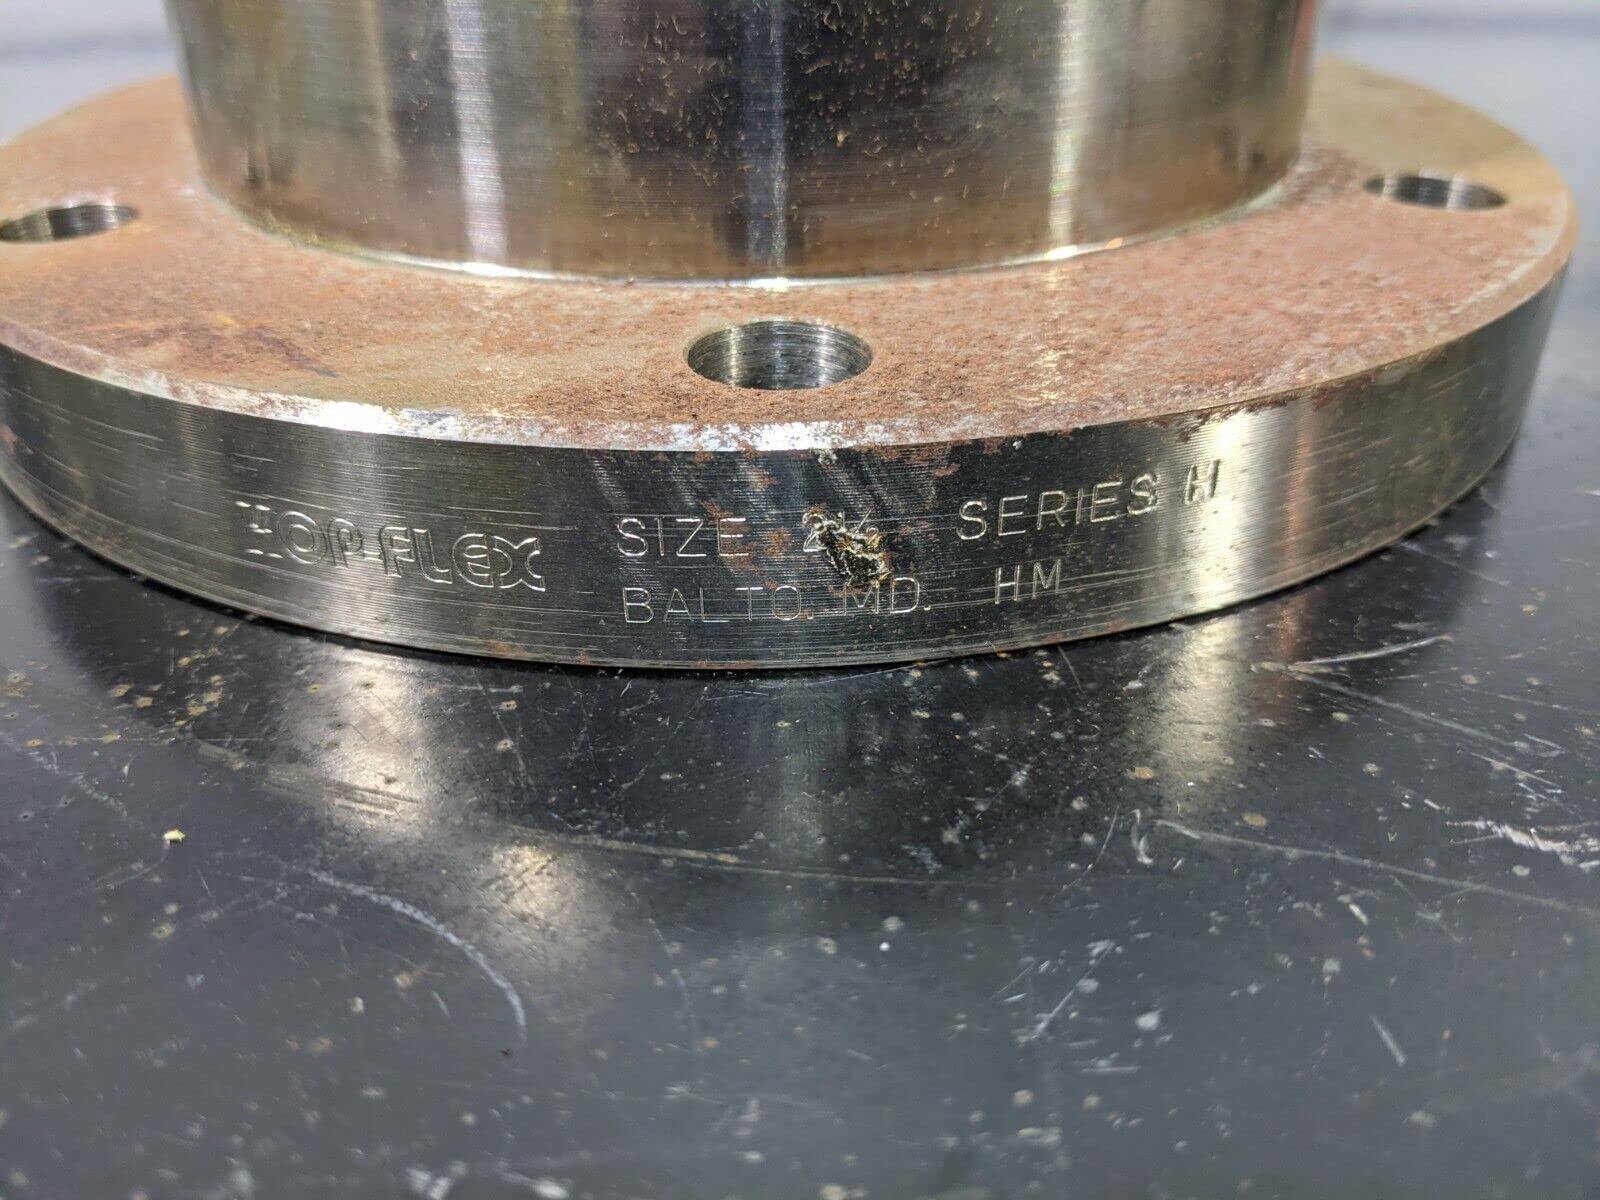 KOP-FLEX SIZE 2½ SERIES H
BALTO. MD. HM